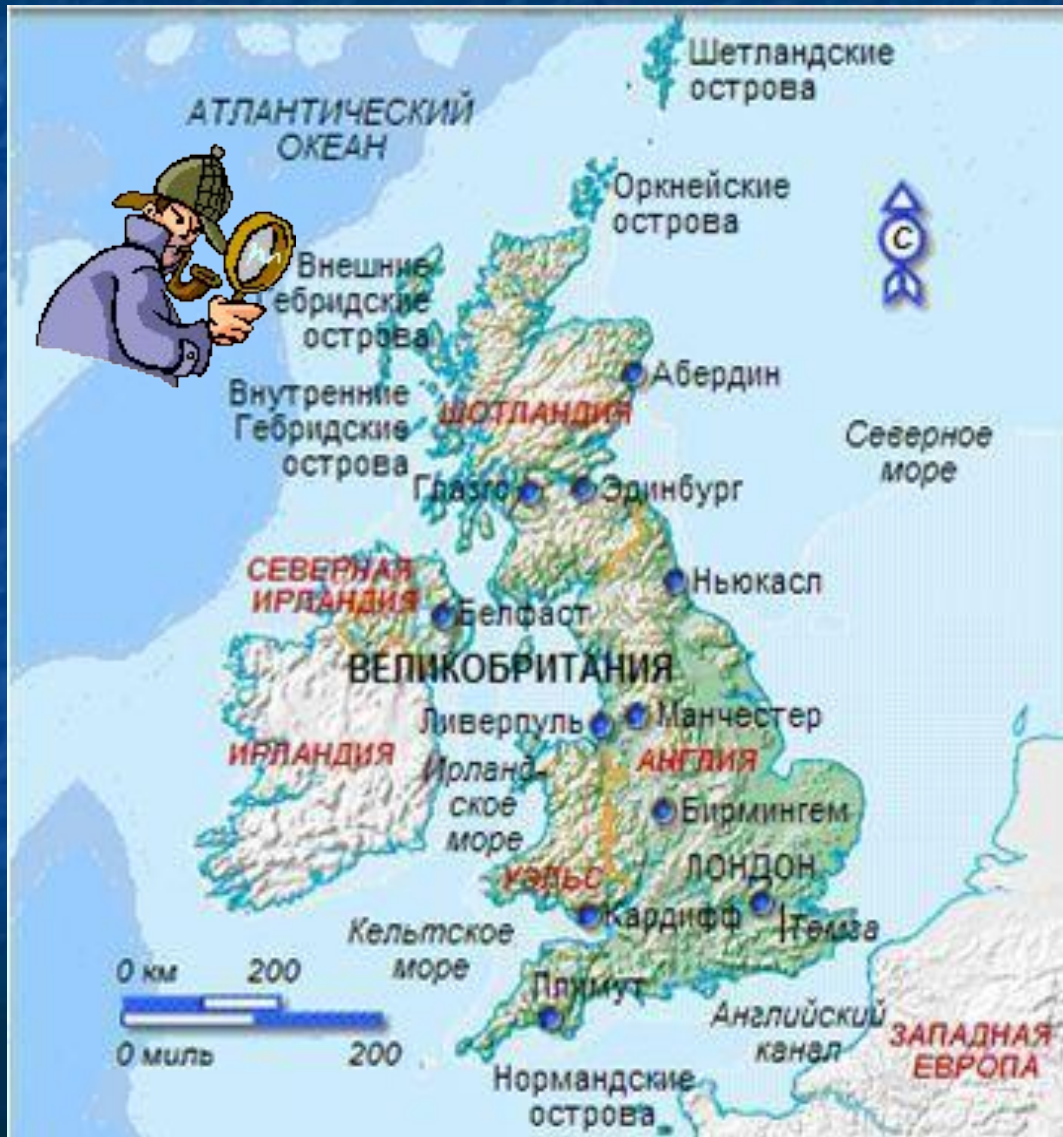 Шетландские
острова
АТЛАНТИЧЕСКИЙ
ОКЕАН
Оркнейские
острова
С
Внешние
ебридские
острова
Абердин
Внутренние
Гебридские
острова
ШОТЛАНДИЯ
Северное
море
Глазго
Эдинбург
СЕВЕРНАЯ
ИРЛАНДИЯ
Ньюкасл
Белфаст
ВЕЛИКОБРИТАНИЯ
Ливерпуль
Манчестер
ИРЛАНДИЯ
АНГЛИЯ
Ирланд-
ское
море
Бирмингем
УЭЛЬС
ЛОНДОН
Кардифф
Темза
Кельтское
море
0 км 200
0 миль 200
Плимут
Английский
канал
ЗАПАДНАЯ
ЕВРОПА
Нормандские
острова